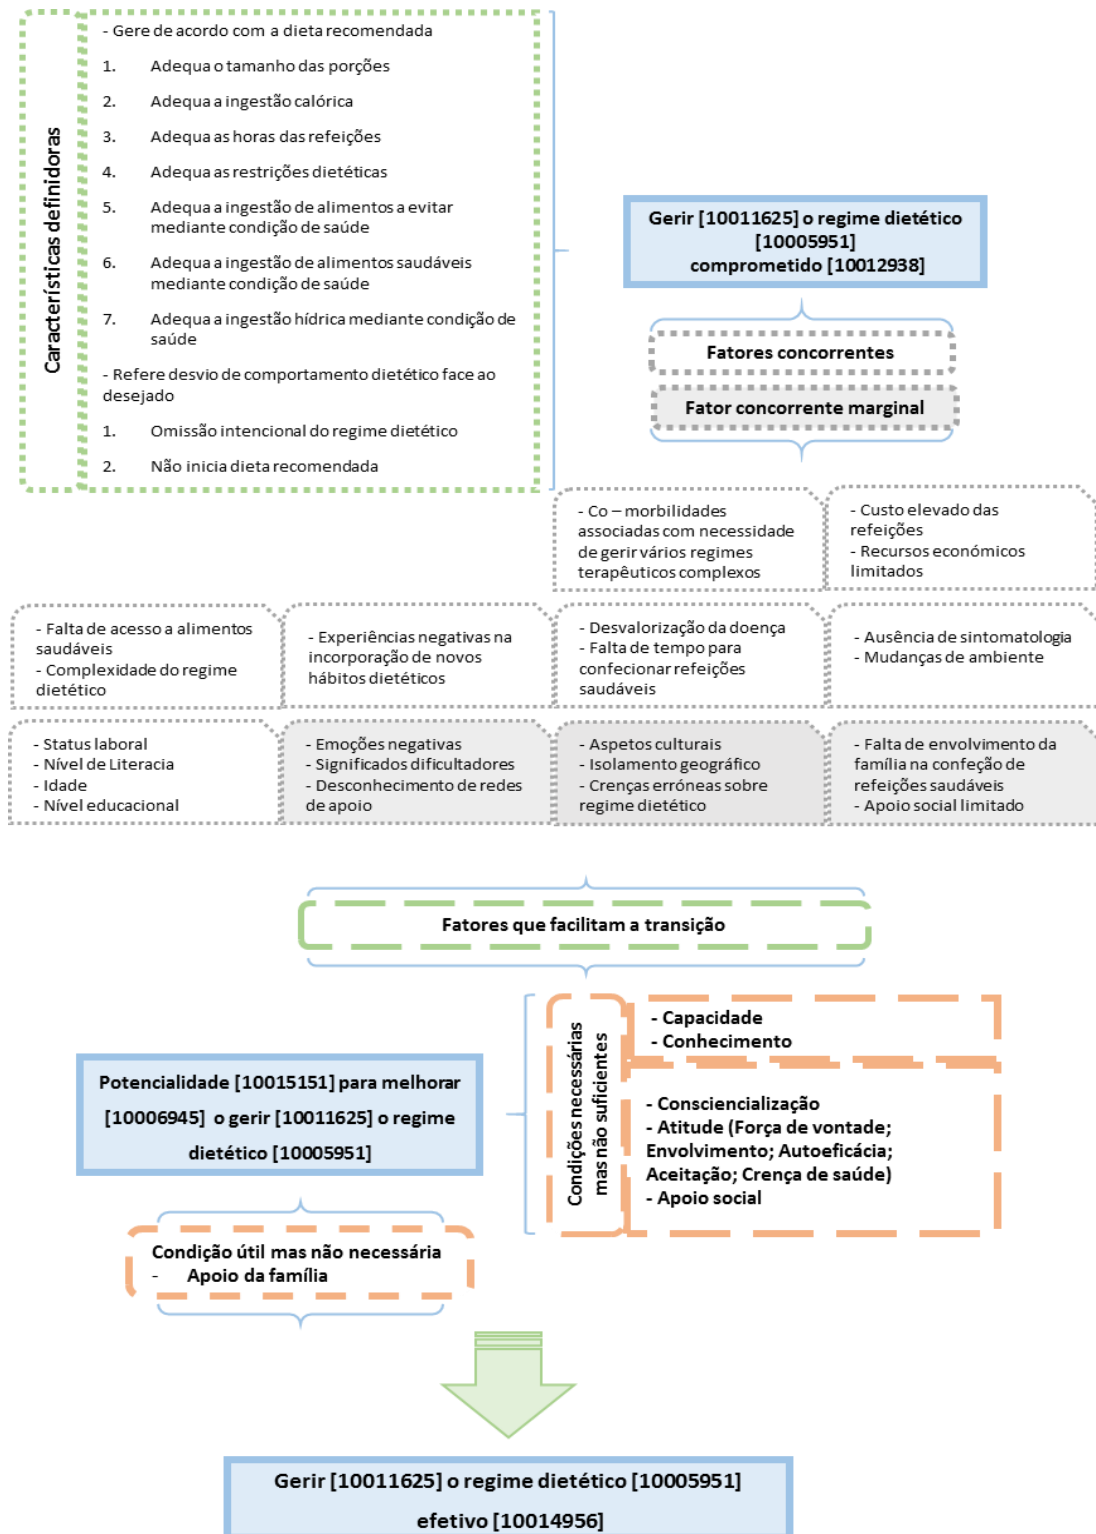 Características definidoras
- Gere de acordo com a dieta recomendada
1. Adequa o tamanho das porções
2. Adequa a ingestão calórica
3. Adequa as horas das refeições
4. Adequa as restrições dietéticas
5. Adequa a ingestão de alimentos a evitar
mediante condição de saúde
6. Adequa a ingestão de alimentos saudáveis
mediante condição de saúde
7. Adequa a ingestão hídrica mediante condição de
saúde
- Refere desvio de comportamento dietético face ao
desejado
1. Omissão intencional do regime dietético
2. Não inicia dieta recomendada
Gerir [10011625] o regime dietético
[10005951]
comprometido [10012938]
Fatores concorrentes
Fator concorrente marginal
- Co – morbilidades
associadas com necessidade
de gerir vários regimes
terapêuticos complexos
- Custo elevado das
refeições
- Recursos económicos
limitados
- Falta de acesso a alimentos
saudáveis
- Complexidade do regime
dietético
- Experiências negativas na
incorporação de novos
hábitos dietéticos
- Desvalorização da doença
- Falta de tempo para
confecionar refeições
saudáveis
- Ausência de sintomatologia
- Mudanças de ambiente
- Status laboral
- Nível de Literacia
- Idade
- Nível educacional
- Emoções negativas
- Significados dificultadores
- Desconhecimento de redes
de apoio
- Aspetos culturais
- Isolamento geográfico
- Crenças erróneas sobre
regime dietético
- Falta de envolvimento da
família na confeção de
refeições saudáveis
- Apoio social limitado
Fatores que facilitam a transição
Condições necessárias
mas não suficientes
- Capacidade
- Conhecimento
- Consciencialização
- Atitude (Força de vontade;
Envolvimento; Autoeficácia;
Aceitação; Crença de saúde)
- Apoio social
Potencialidade [10015151] para melhorar
[10006945] o gerir [10011625] o regime
dietético [10005951]
Condição útil mas não necessária
- Apoio da família
Gerir [10011625] o regime dietético [10005951]
efetivo [10014956]